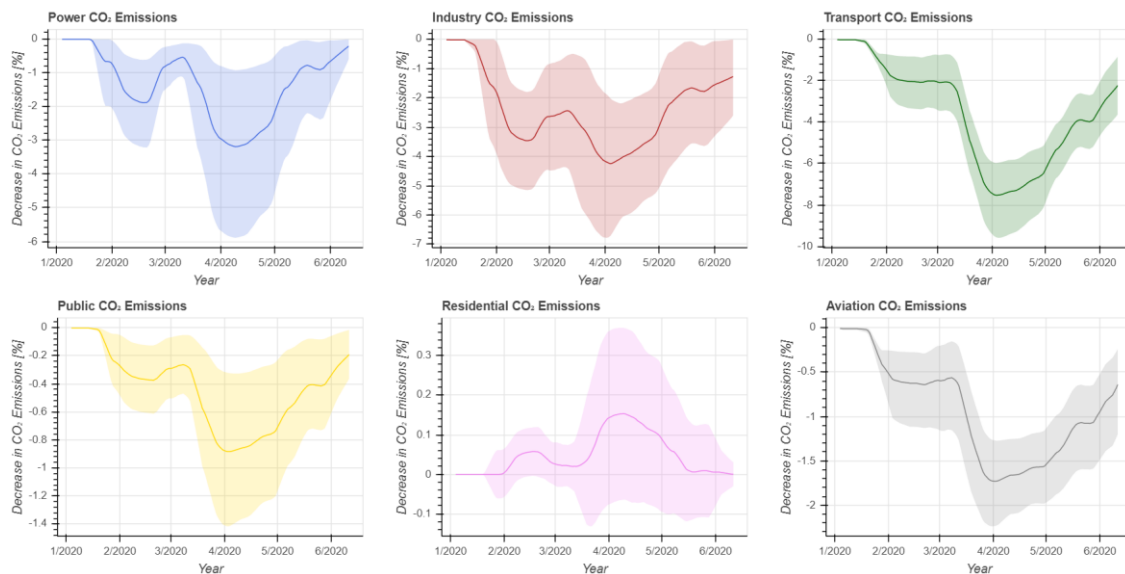 Power CO₂ Emissions
Decrease in CO₂ Emissions [%]
0
-1
-2
-3
-4
-5
-6
1/2020 2/2020 3/2020 4/2020 5/2020 6/2020
Year
Industry CO₂ Emissions
Decrease in CO₂ Emissions [%]
0
-1
-2
-3
-4
-5
-6
-7
1/2020 2/2020 3/2020 4/2020 5/2020 6/2020
Year
Transport CO₂ Emissions
Decrease in CO₂ Emissions [%]
0
-2
-4
-6
-8
-10
1/2020 2/2020 3/2020 4/2020 5/2020 6/2020
Year
Public CO₂ Emissions
Decrease in CO₂ Emissions [%]
0
-0.2
-0.4
-0.6
-0.8
-1
-1.2
-1.4
1/2020 2/2020 3/2020 4/2020 5/2020 6/2020
Year
Residential CO₂ Emissions
Decrease in CO₂ Emissions [%]
0.3
0.2
0.1
0
-0.1
1/2020 2/2020 3/2020 4/2020 5/2020 6/2020
Year
Aviation CO₂ Emissions
Decrease in CO₂ Emissions [%]
0
-0.5
-1
-1.5
-2
1/2020 2/2020 3/2020 4/2020 5/2020 6/2020
Year